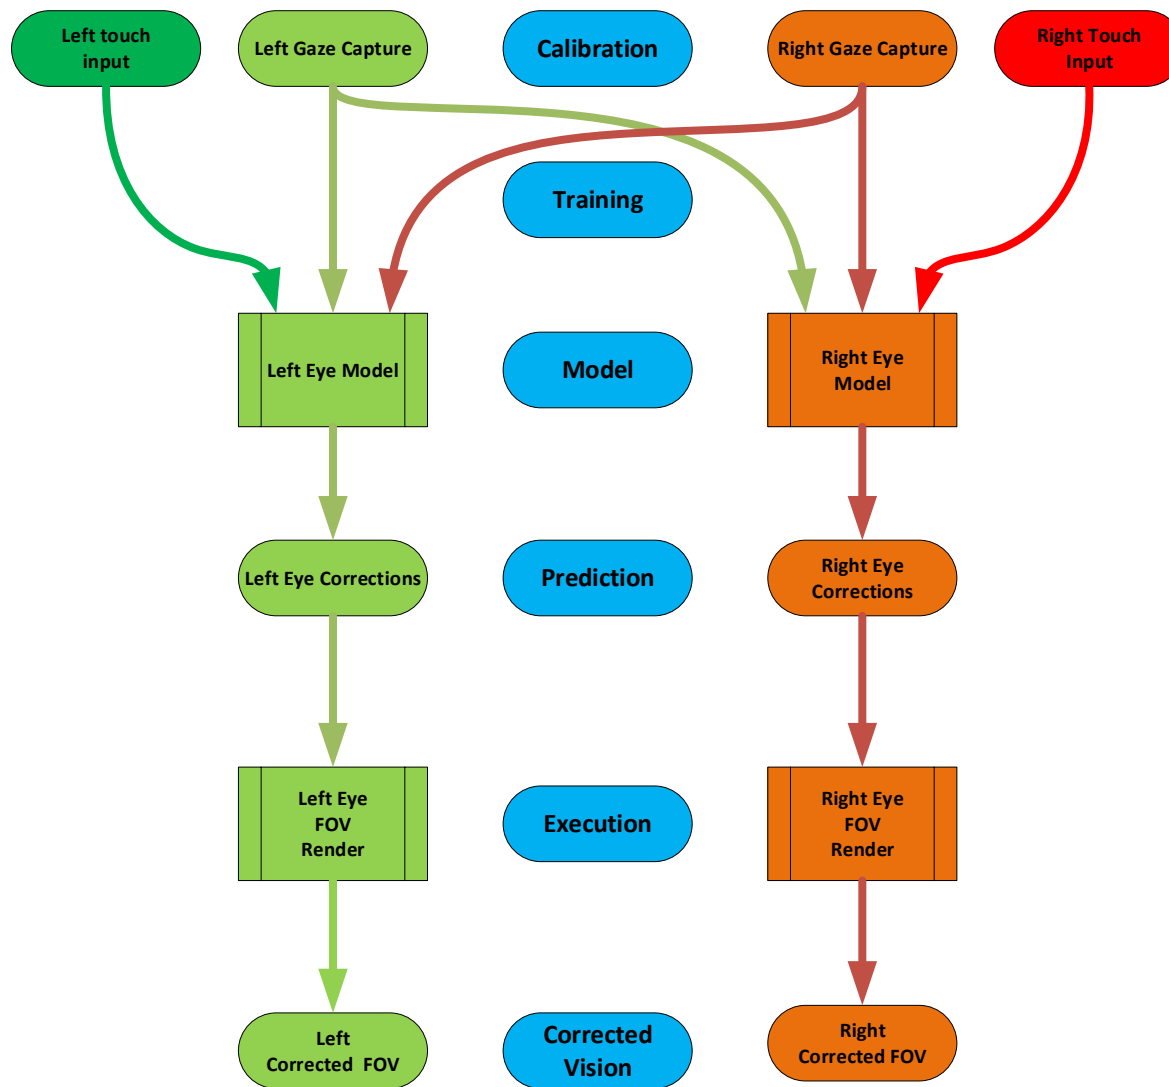 Left touch
input
Left Gaze Capture
Calibration
Right Gaze Capture
Right Touch
Input
Training
Left Eye Model
Model
Right Eye
Model
Left Eye Corrections
Prediction
Right Eye
Corrections
Left Eye
FOV
Render
Execution
Right Eye
FOV
Render
Left
Corrected  FOV
Corrected
Vision
Right
Corrected FOV